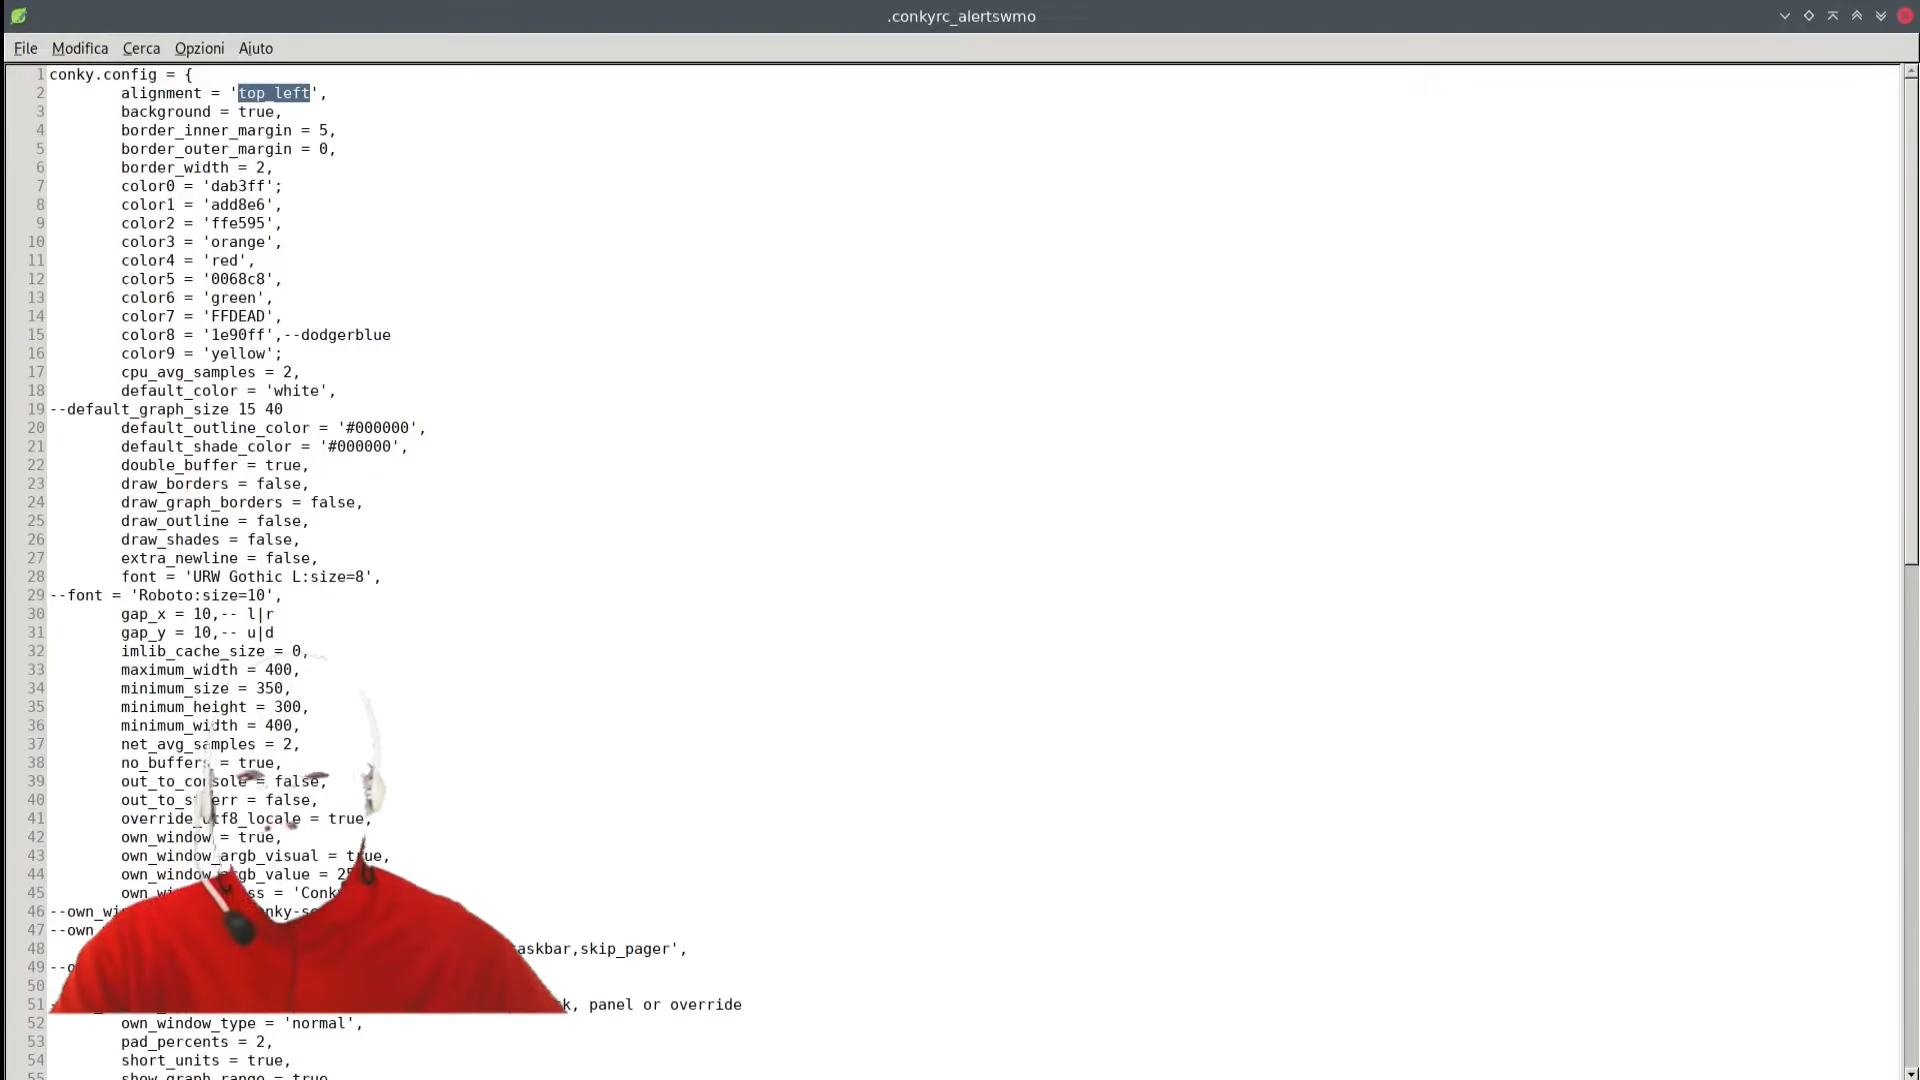 .conkyrc_alertswmo
File Modifica Cerca Opzioni Aiuto
1 conky.config = {
2 alignment = 'top_left',
3 background = true,
4 border_inner_margin = 5,
5 border_outer_margin = 0,
6 border_width = 2,
7 color0 = 'dab3ff';
8 color1 = 'add8e6',
9 color2 = 'ffe595',
10 color3 = 'orange',
11 color4 = 'red',
12 color5 = '0068c8',
13 color6 = 'green',
14 color7 = 'FFDEAD',
15 color8 = '1e90ff',--dodgerblue
16 color9 = 'yellow';
17 cpu_avg_samples = 2,
18 default_color = 'white',
19 --default_graph_size 15 40
20 default_outline_color = '#000000',
21 default_shade_color = '#000000',
22 double_buffer = true,
23 draw_borders = false,
24 draw_graph_borders = false,
25 draw_outline = false,
26 draw_shades = false,
27 extra_newline = false,
28 font = 'URW Gothic L:size=8',
29 --font = 'Roboto:size=10',
30 gap_x = 10,-- l|r
31 gap_y = 10,-- u|d
32 imlib_cache_size = 0,
33 maximum_width = 400,
34 minimum_size = 350,
35 minimum_height = 300,
36 minimum_width = 400,
37 net_avg_samples = 2,
38 no_buffers = true,
39 out_to_console = false,
40 out_to_stderr = false,
41 override_utf8_locale = true,
42 own_window = true,
43 own_window_argb_visual = true,
44 own_window_argb_value =
45
46
47
48 skip_pager',
49
50
51 panel or override
52 own_window_type = 'normal',
53 pad_percents = 2,
54 short_units = true,
55 show_graph_range = true